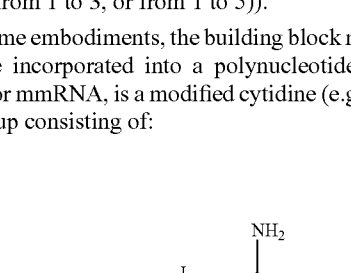 from 1 to 3, or from 1 to 5)).
me embodiments, the building block
incorporated into a polynucleotide
or mmRNA, is a modified cytidine (e.g
up consisting of:
NH₂
I